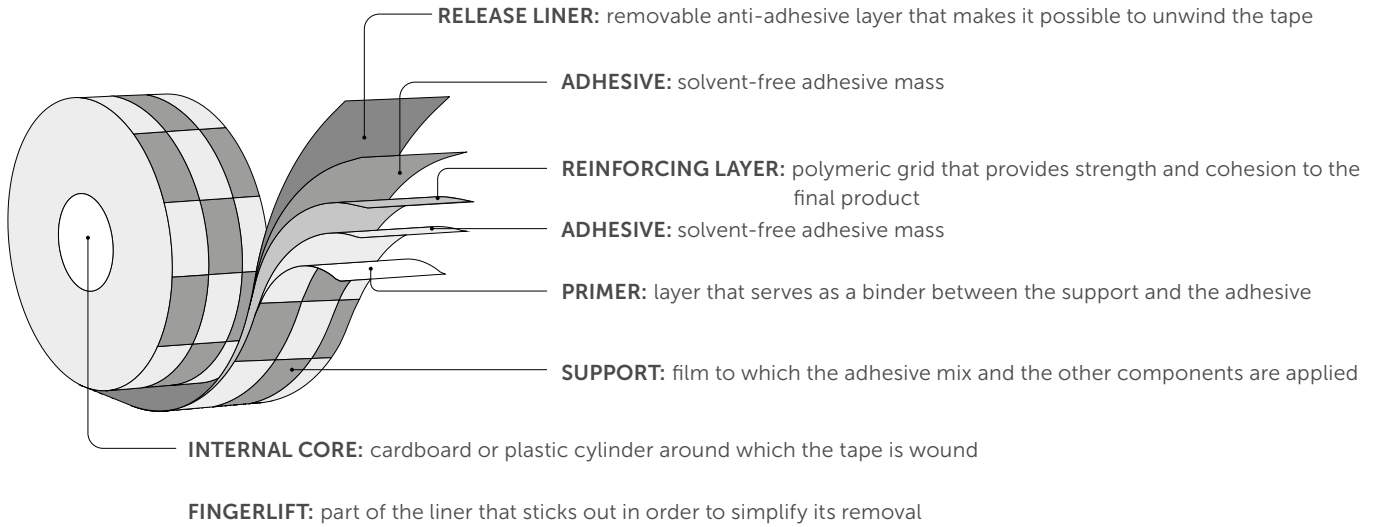 RELEASE LINER: removable anti-adhesive layer that makes it possible to unwind the tape
ADHESIVE: solvent-free adhesive mass
REINFORCING LAYER: polymeric grid that provides strength and cohesion to the
final product
ADHESIVE: solvent-free adhesive mass
PRIMER: layer that serves as a binder between the support and the adhesive
SUPPORT: film to which the adhesive mix and the other components are applied
INTERNAL CORE: cardboard or plastic cylinder around which the tape is wound
FINGERLIFT: part of the liner that sticks out in order to simplify its removal